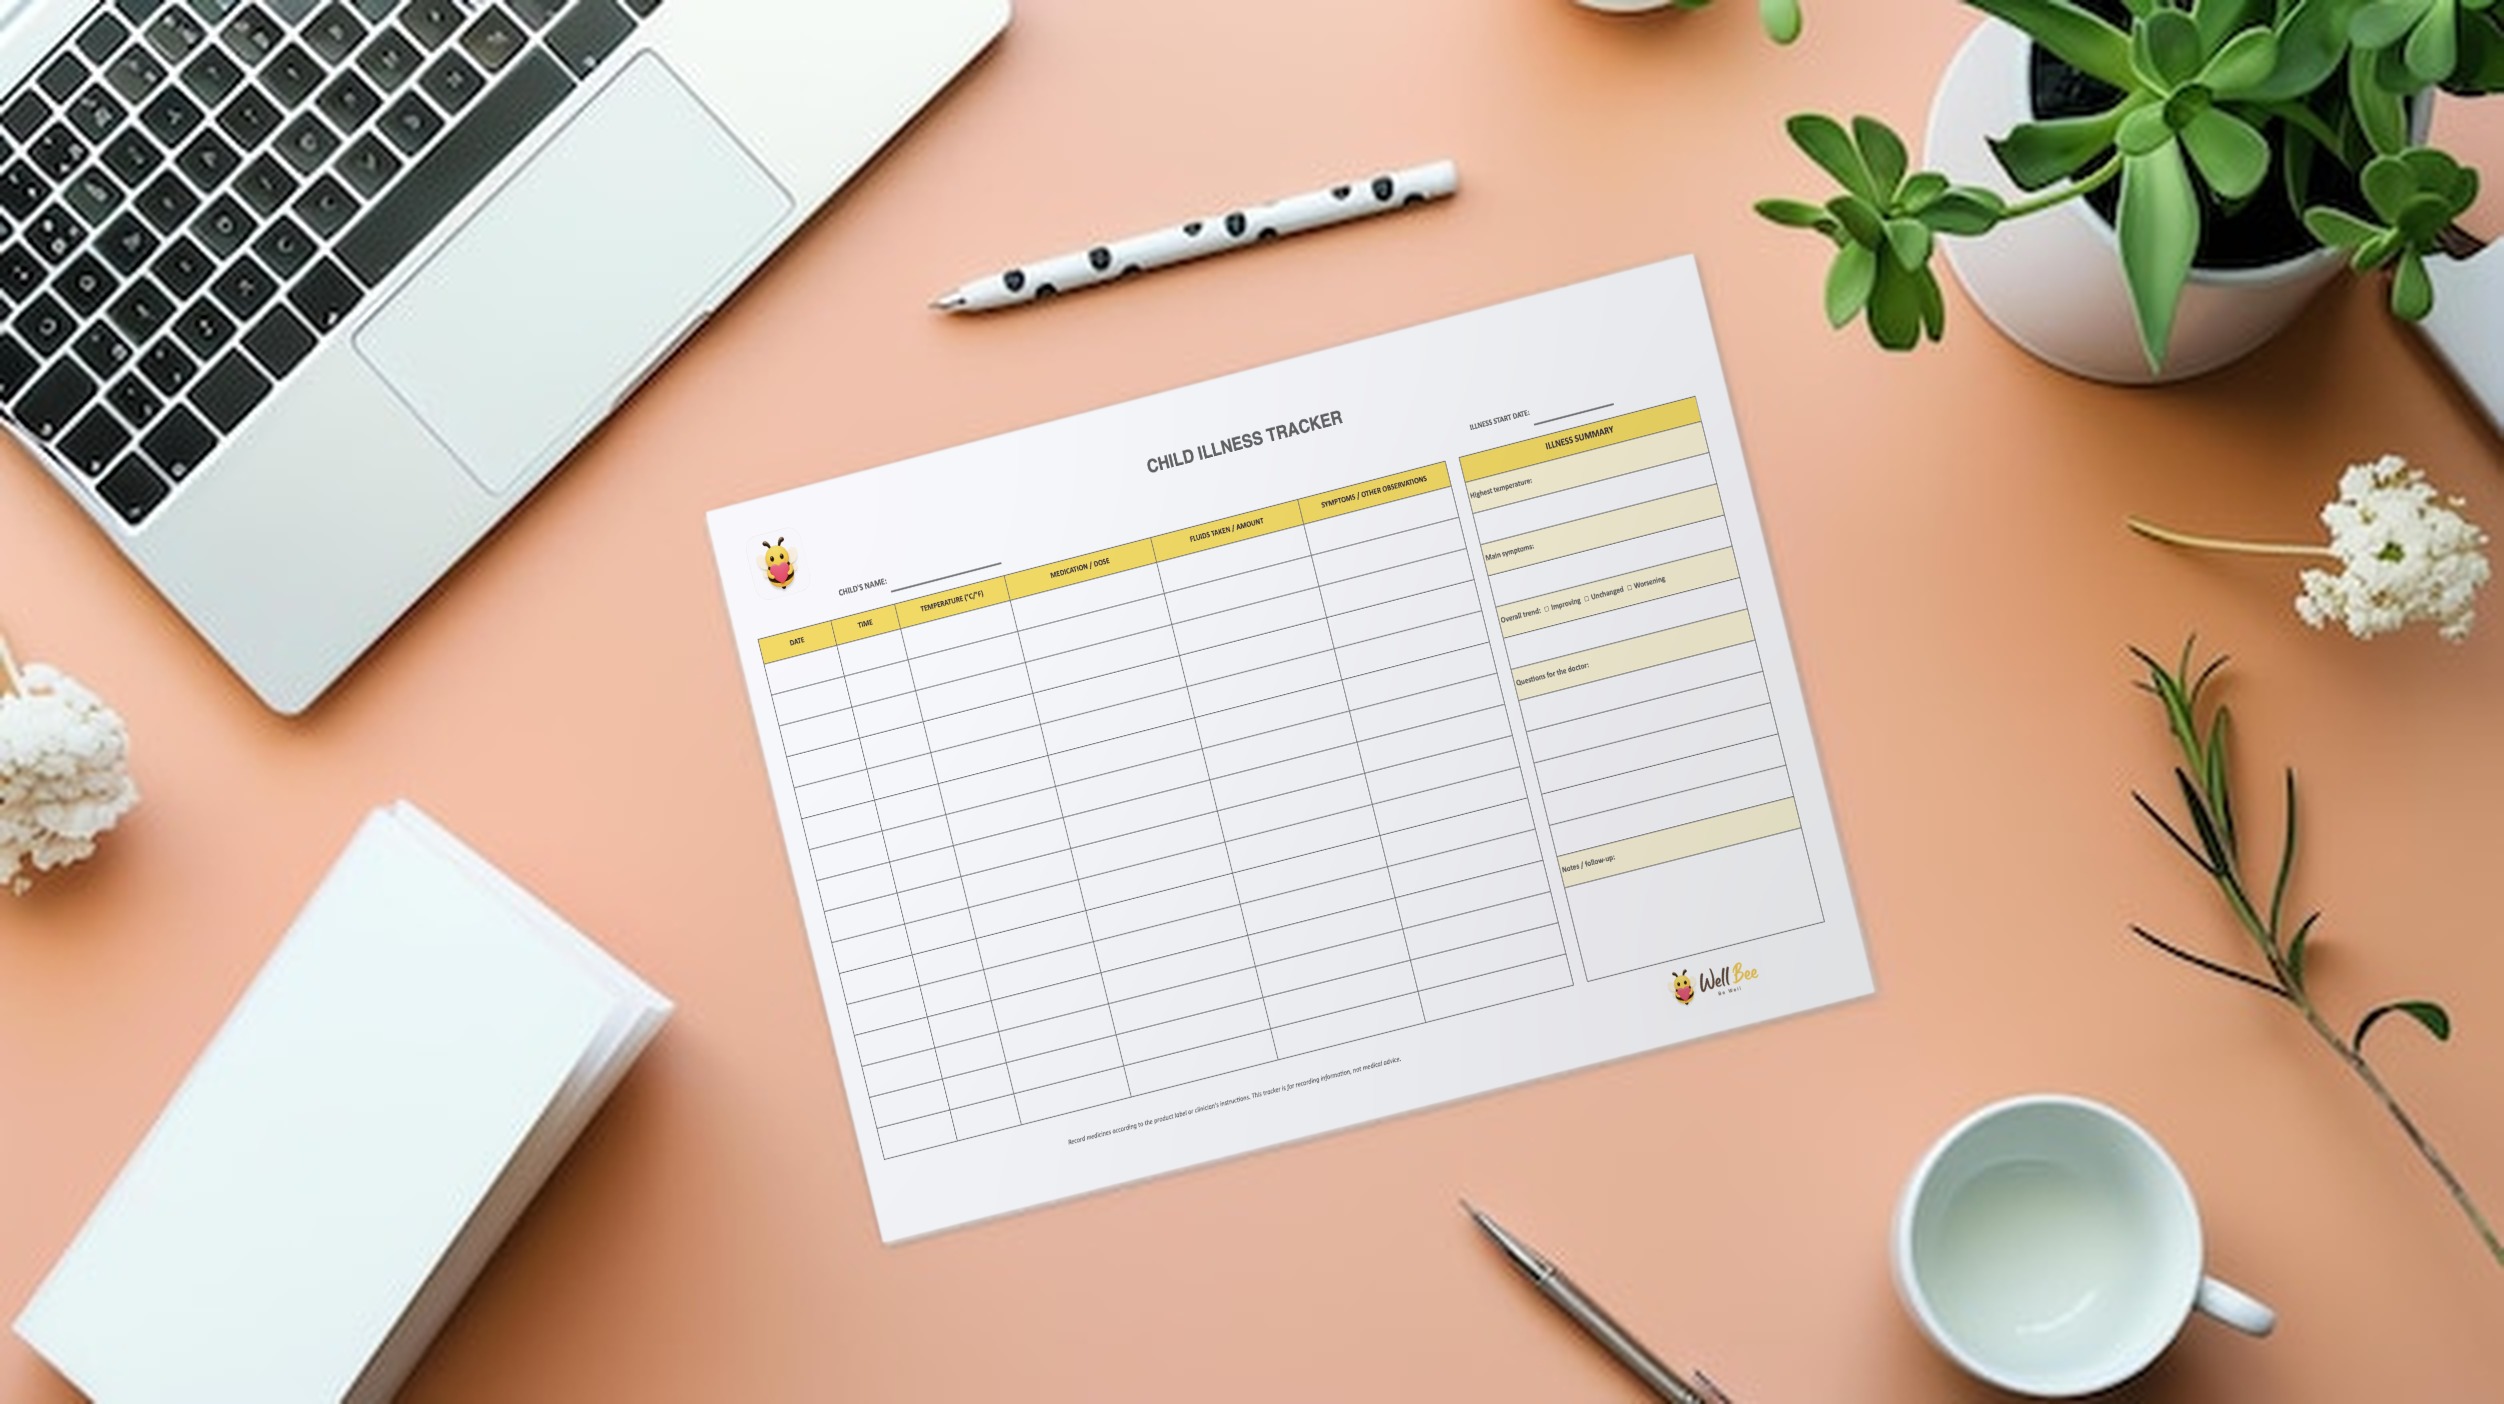 CHILD ILLNESS TRACKER
CHILD'S NAME:
ILLNESS START DATE:
DATE
TIME
TEMPERATURE (°C/°F)
MEDICATION / DOSE
FLUIDS TAKEN / AMOUNT
SYMPTOMS / OTHER OBSERVATIONS
ILLNESS SUMMARY
Highest temperature:
Main symptoms:
Overall trend: □ Improving □ Unchanged □ Worsening
Questions for the doctor:
Notes / follow-up:
Record medicines according to the product label or clinician's instructions. This tracker is for recording information, not medical advice.
Well Bee
Be Well